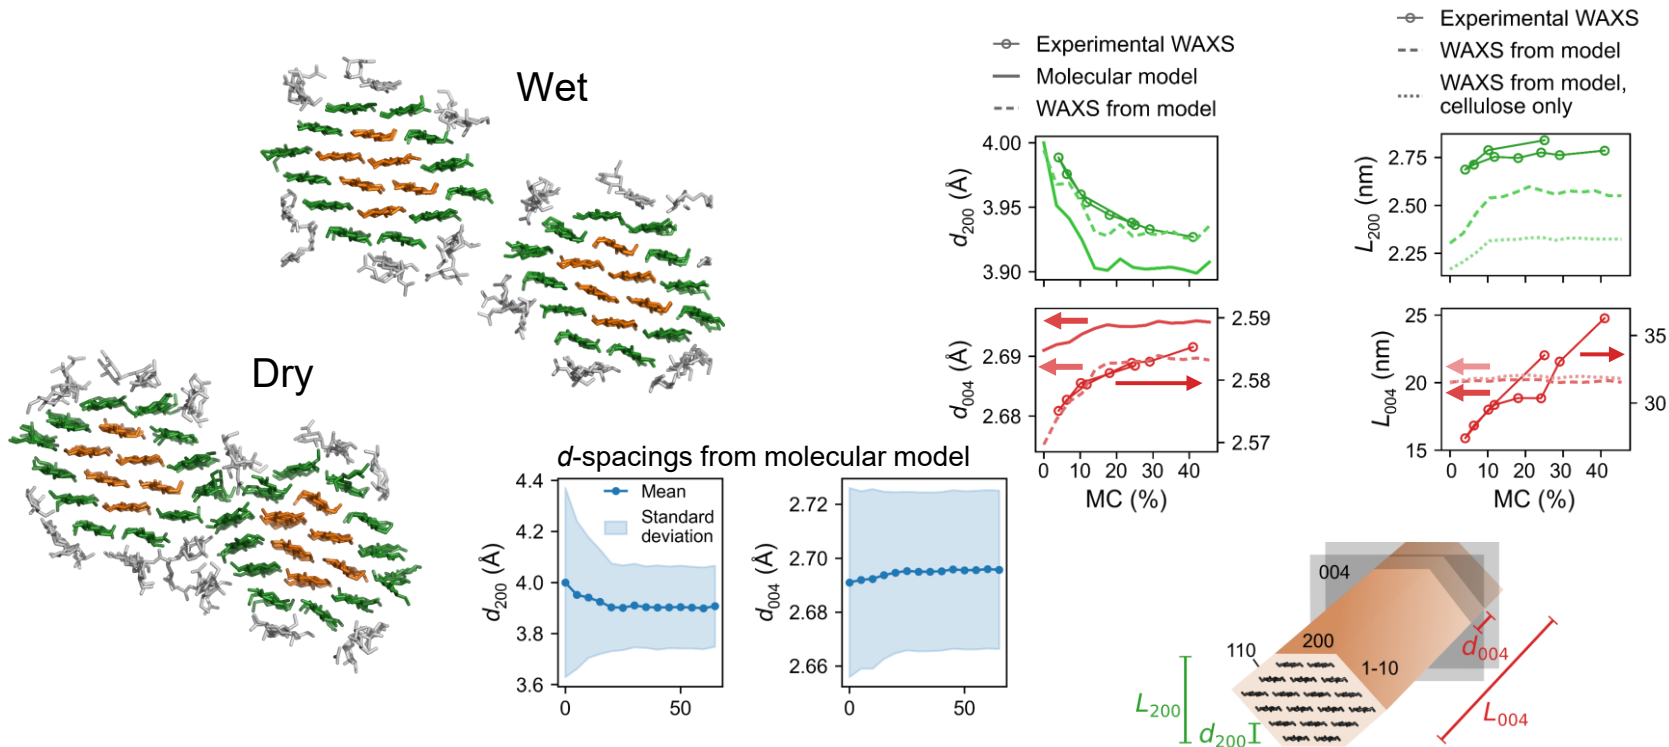 Wet
Dry
Experimental WAXS
Molecular model
WAXS from model
4.00
3.95
3.90
d200 (Å)
2.69
2.68
d004 (Å)
2.59
2.58
2.57
0 10 20 30 40
MC (%)
Experimental WAXS
WAXS from model
WAXS from model,
cellulose only
2.75
2.50
2.25
L200 (nm)
25
20
15
L004 (nm)
35
30
0 10 20 30 40
MC (%)
d-spacings from molecular model
4.4
4.2
4.0
3.8
3.6
d200 (Å)
Mean
Standard
deviation
0 50
2.72
2.70
2.68
2.66
d004 (Å)
0 50
004
200
110
1-10
d004
L004
L200
d200